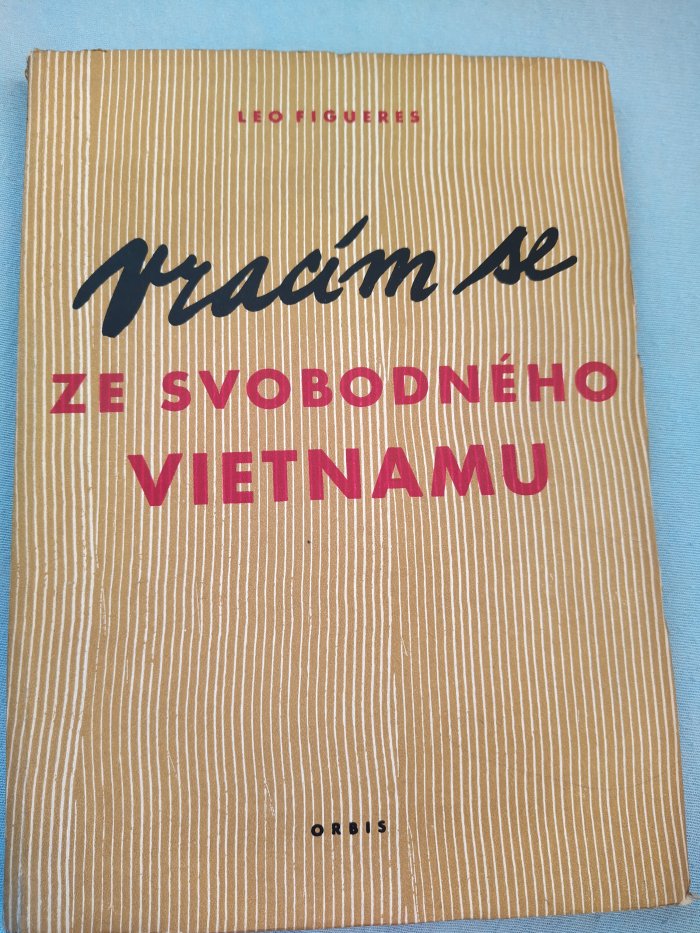 LEO FIGUERES
vracím se
ZE SVOBODNÉHO
VIETNAMU
ORBIS